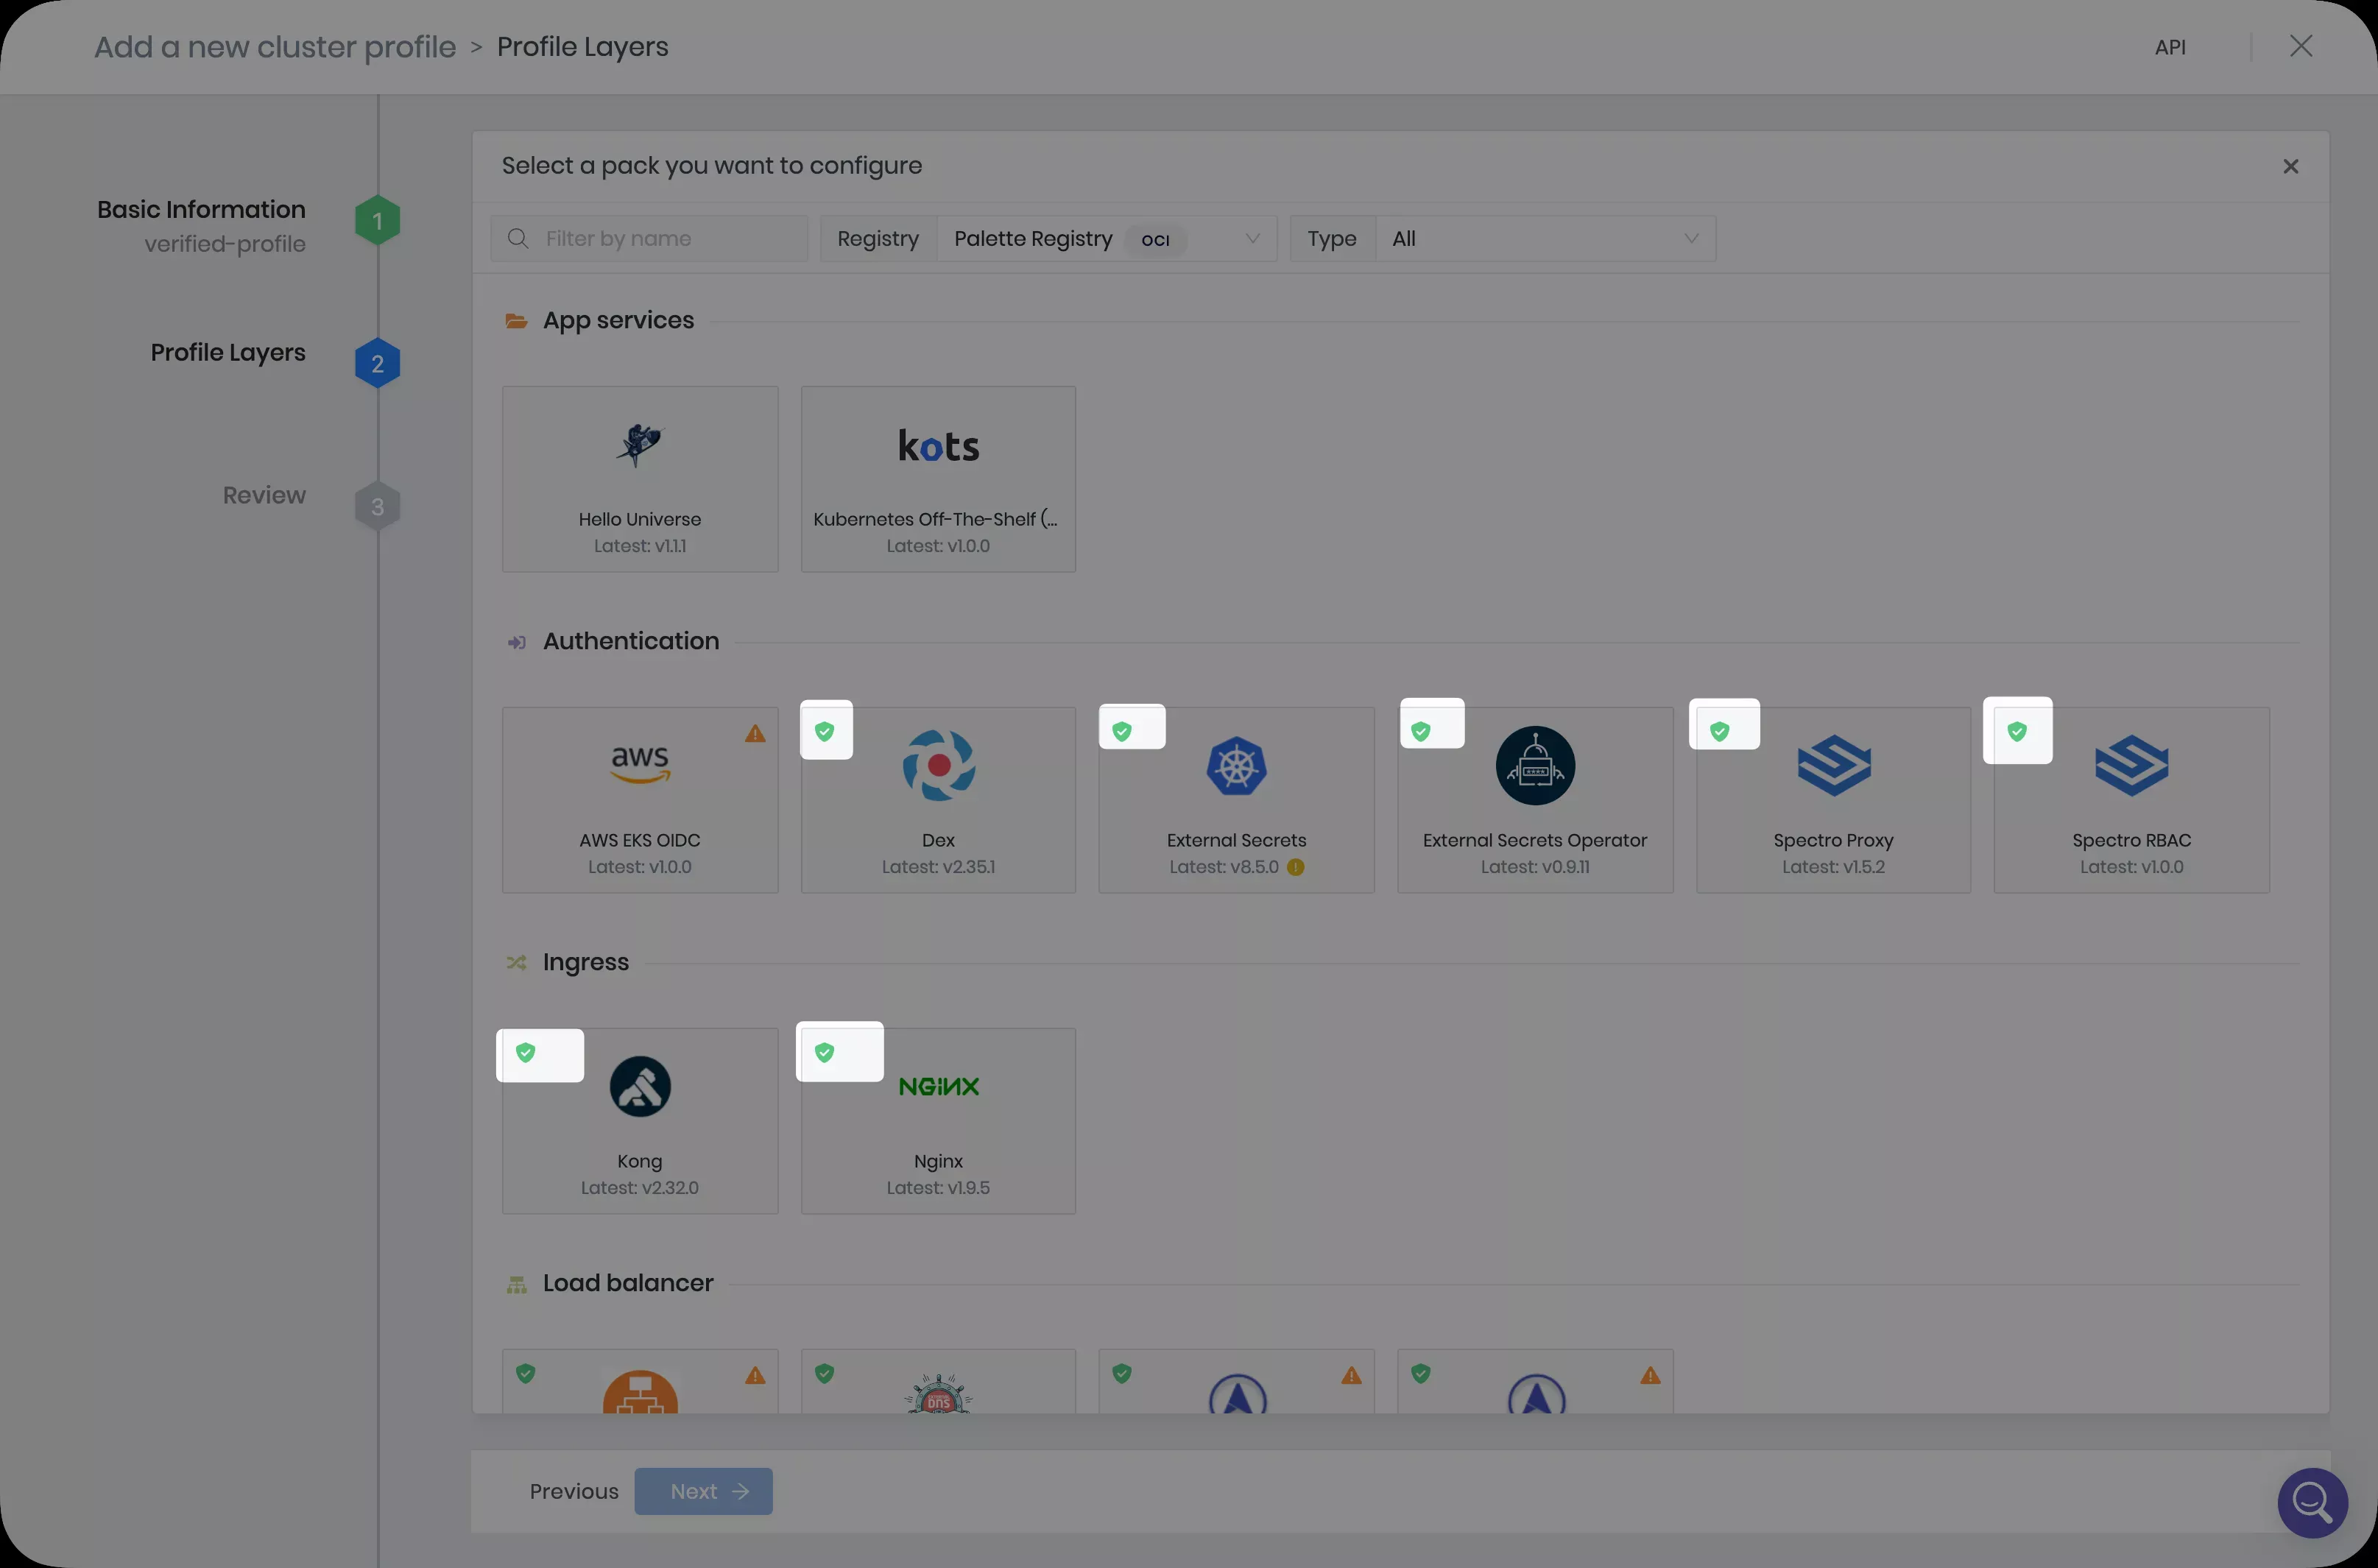 Add a new cluster profile > Profile Layers
API
Basic Information
verified-profile
1
Profile Layers
2
Review
3
Select a pack you want to configure
Filter by name
Registry
Palette Registry
OCI
Type
All
App services
kots
Hello Universe
Latest: v1.1.1
Kubernetes Off-The-Shelf (...
Latest: v1.0.0
Authentication
aws
AWS EKS OIDC
Latest: v1.0.0
Dex
Latest: v2.35.1
External Secrets
Latest: v8.5.0
****
External Secrets Operator
Latest: v0.9.11
Spectro Proxy
Latest: v1.5.2
Spectro RBAC
Latest: v1.0.0
Ingress
Kong
Latest: v2.32.0
NGINX
Nginx
Latest: v1.9.5
Load balancer
EXTERNAL
DNS
Previous
Next